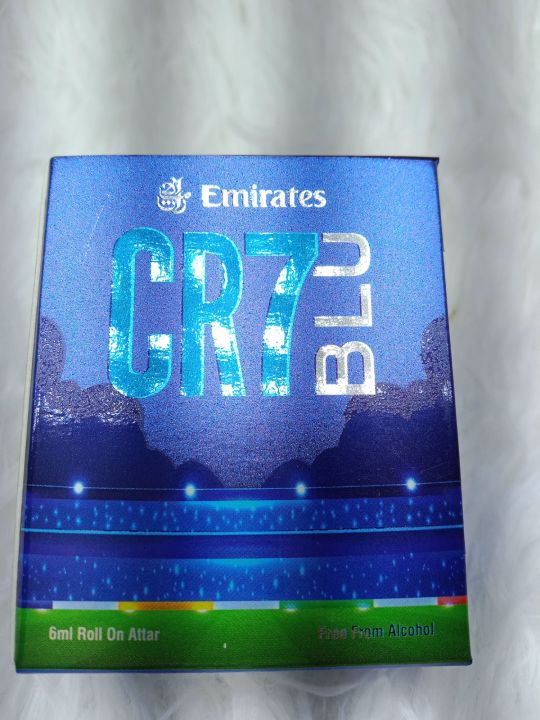 Emirates
CR7
BLU
6ml Roll On Attar
Free From Alcohol